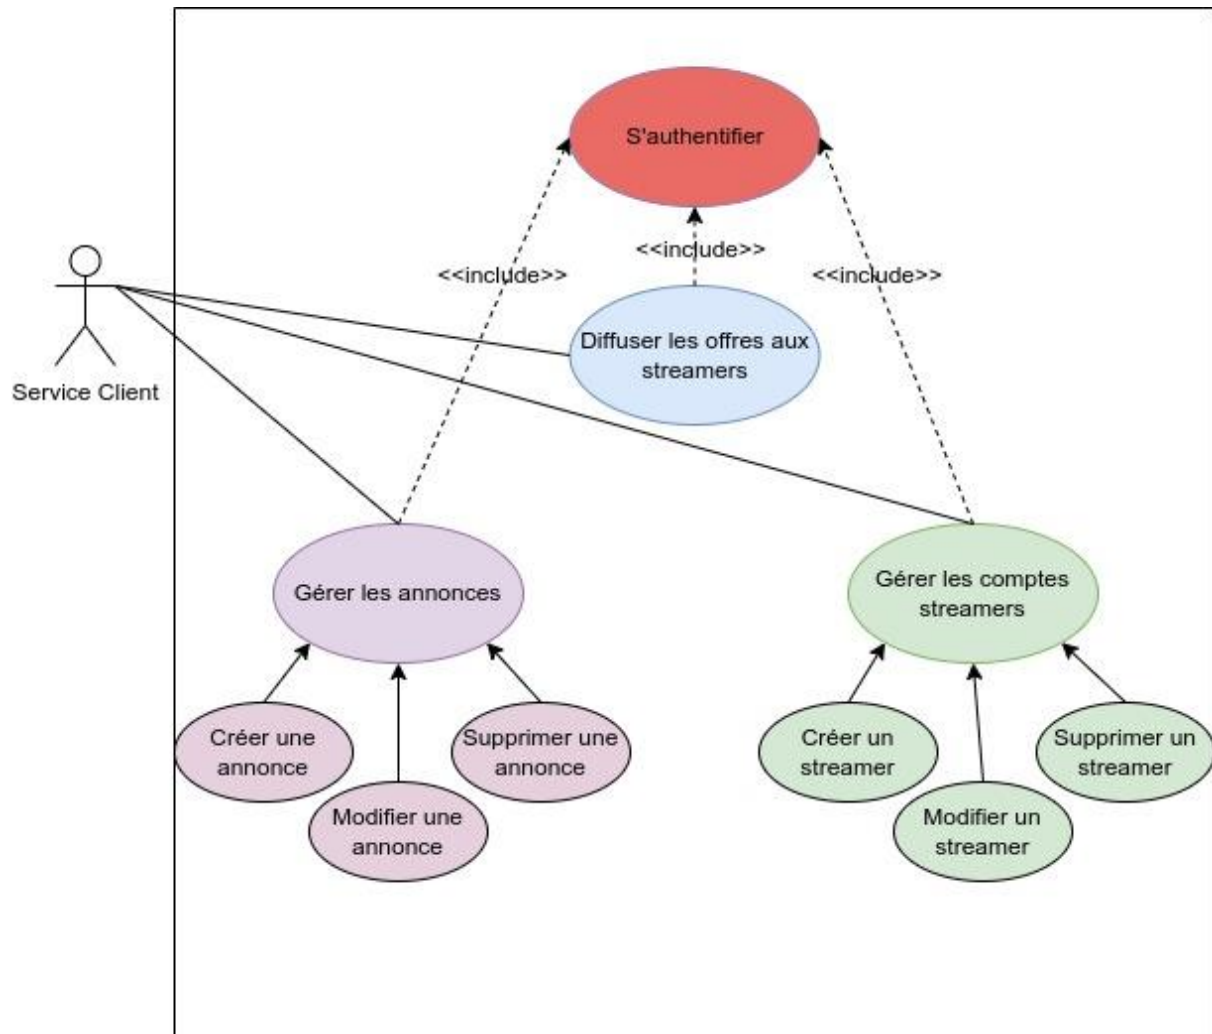 S'authentifier
<<include>>
<<include>>
<<include>>
Service Client
Diffuser les offres aux
streamers
Gérer les annonces
Gérer les comptes
streamers
Créer une
annonce
Modifier une
annonce
Supprimer une
annonce
Créer un
streamer
Modifier un
streamer
Supprimer un
streamer